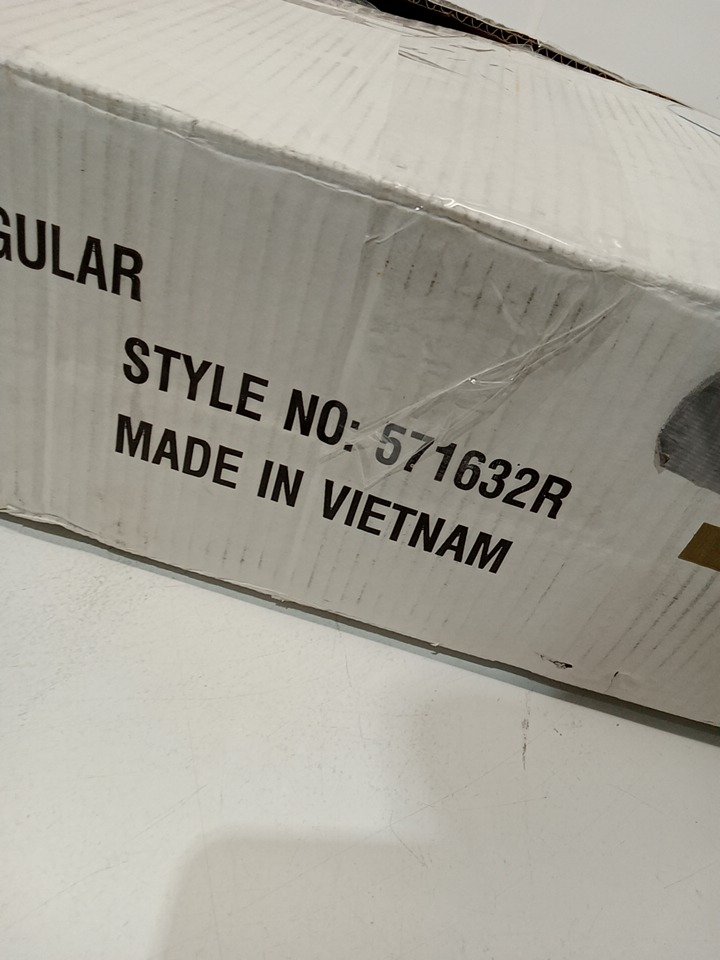 GULAR
STYLE NO: 571632R
MADE IN VIETNAM